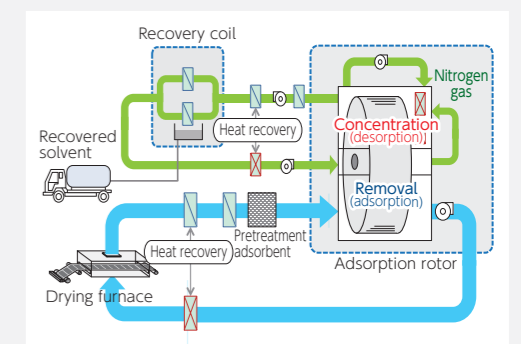 Recovery coil
Nitrogen
gas
Concentration
(desorption)
Heat recovery
Recovered
solvent
Removal
(adsorption)
Pretreatment
adsorbent
Heat recovery
Adsorption rotor
Drying furnace